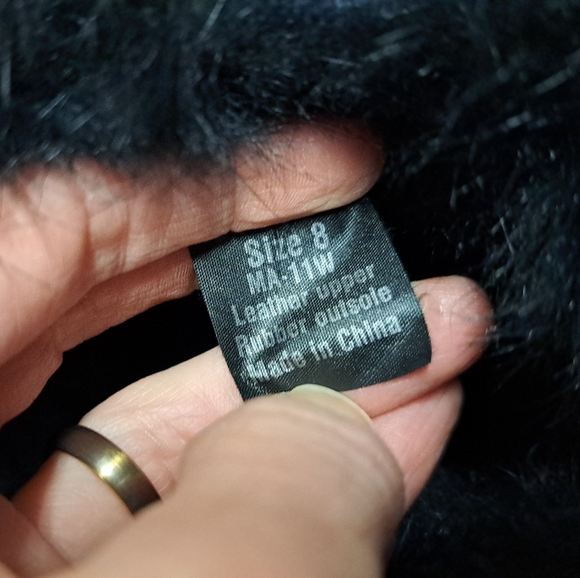 Size 8
MA-11W
Leather upper
Rubber outsole
Made in China